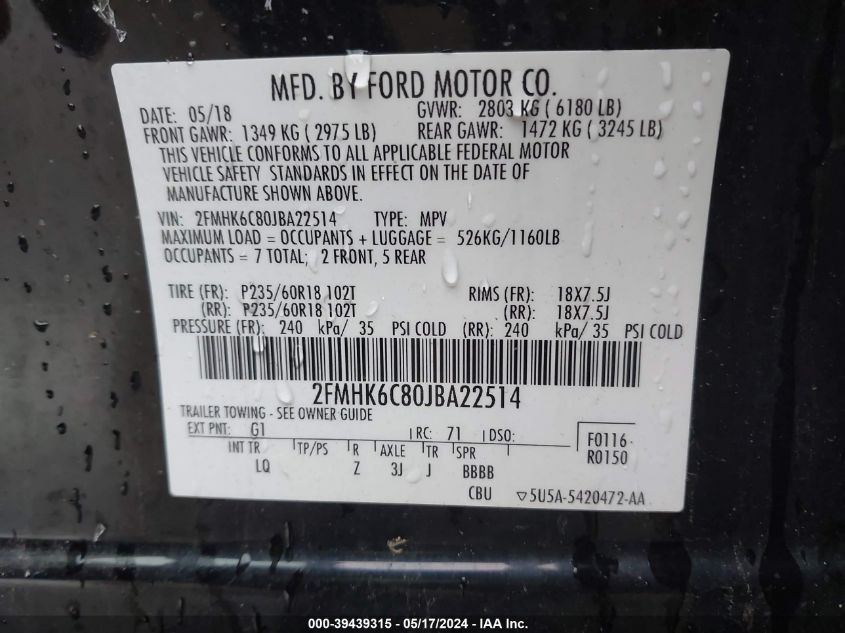 MFD. BY FORD MOTOR CO.
DATE: 05/18 GVWR: 2803 KG ( 6180 LB)
FRONT GAWR: 1349 KG ( 2975 LB) REAR GAWR: 1472 KG ( 3245 LB)
THIS VEHICLE CONFORMS TO ALL APPLICABLE FEDERAL MOTOR
VEHICLE SAFETY STANDARDS IN EFFECT ON THE DATE OF
MANUFACTURE SHOWN ABOVE.
VIN: 2FMHK6C80JBA22514 TYPE: MPV
MAXIMUM LOAD = OCCUPANTS + LUGGAGE = 526KG/1160LB
OCCUPANTS = 7 TOTAL; 2 FRONT, 5 REAR
TIRE (FR): P235/60R18 102T RIMS (FR): 18X7.5J
(RR): P235/60R18 102T (RR): 18X7.5J
PRESSURE (FR): 240 kPa/ 35 PSI COLD (RR): 240 kPa/ 35 PSI COLD
2FMHK6C80JBA22514
TRAILER TOWING - SEE OWNER GUIDE
EXT PNT: G1 RC: 71 DSO: F0116
R0150
INT TR TP/PS R AXLE TR SPR
LQ Z 3J J BBBB
CBU ▽5U5A-5420472-AA
000-39439315 - 05/17/2024 - IAA Inc.